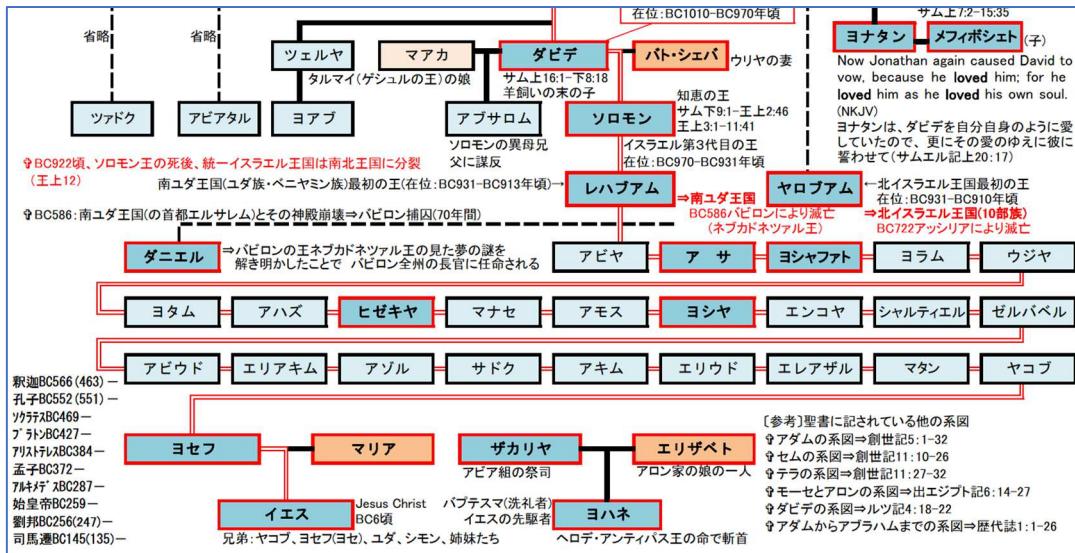 在位：BC1010-BC970年頃
サム上7：2-15：35
省略
省略
ツェルヤ
マアカ
ダビデ
バト・シェバ
ウリヤの妻
ヨナタン
メフィボシェト
(子)
タルマイ(ゲシュルの王)の娘
サム上16：1-下8：18
羊飼いの末の子
Now Jonathan again caused David to
vow, because he loved him; for he
loved him as he loved his own soul.
(NKJV)
ヨナタンは、ダビデを自分自身のように愛
していたので、更にその愛のゆえに彼に
誓わせて(サムエル記上20：17)
知恵の王
サム下9：1-王上2：46
王上3：1-11：41
ツァドク
アビアタル
ヨアブ
アブサロム
ソロモン
ソロモンの異母兄
父に謀反
イスラエル第3代目の王
在位：BC970-BC931年頃
✞BC922頃、ソロモン王の死後、統一イスラエル王国は南北王国に分裂
(王上12)
南ユダ王国(ユダ族・ベニヤミン族)最初の王(在位：BC931-BC913年頃)→
レハブアム
⇒南ユダ王国
BC586バビロンにより滅亡
(ネブカドネツァル王)
ヤロブアム
←北イスラエル王国最初の王
在位：BC931-BC910年頃
⇒北イスラエル王国(10部族)
BC722アッシリアにより滅亡
✞BC586：南ユダ王国(の首都エルサレム)とその神殿崩壊⇒バビロン捕囚(70年間)
ダニエル
⇒バビロンの王ネブカドネツァル王の見た夢の謎を
解き明かしたことで バビロン全州の長官に任命される
アビヤ
アサ
ヨシャファト
ヨラム
ウジヤ
ヨタム
アハズ
ヒゼキヤ
マナセ
アモス
ヨシヤ
エンコヤ
シャルティエル
ゼルバベル
アビウド
エリアキム
アゾル
サドク
アキム
エリウド
エレアザル
マタン
ヤコブ
釈迦BC566(463)－
孔子BC552(551)－
ソクラテスBC469－
プラトンBC427－
アリストテレスBC384－
孟子BC372－
アルキメデスBC287－
始皇帝BC259－
劉邦BC256(247)－
司馬遷BC145(135)－
ヨセフ
マリア
ザカリヤ
エリザベト
アビア組の祭司
アロン家の娘の一人
イエス
Jesus Christ
BC6頃
バプテスマ(洗礼者)
イエスの先駆者
ヨハネ
兄弟：ヤコブ、ヨセフ(ヨセ)、ユダ、シモン、姉妹たち
ヘロデ・アンティパス王の命で斬首
〔参考〕聖書に記されている他の系図
✞アダムの系図⇒創世記5：1-32
✞セムの系図⇒創世記11：10-26
✞テラの系図⇒創世記11：27-32
✞モーセとアロンの系図⇒出エジプト記6：14-27
✞ダビデの系図⇒ルツ記4：18-22
✞アダムからアブラハムまでの系図⇒歴代誌1：1-26